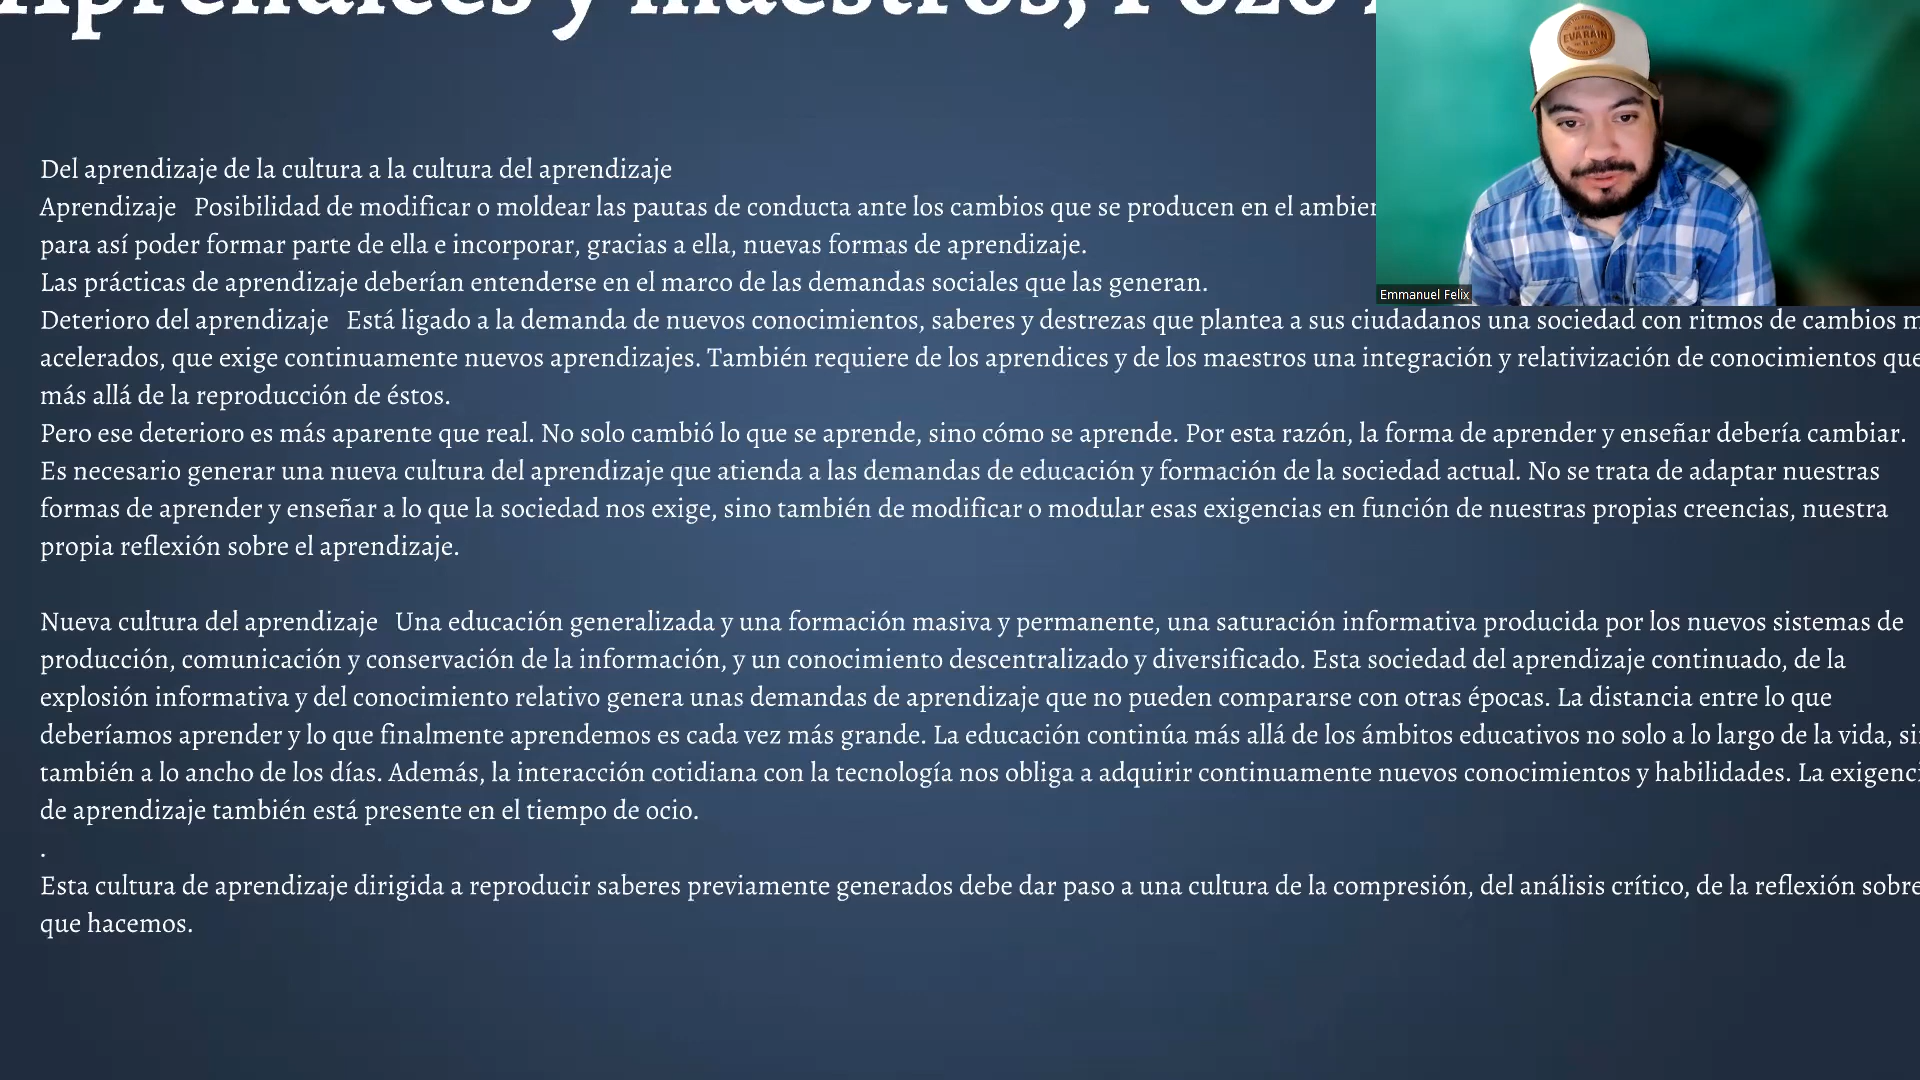 Aprendices y maestros, Pozo
EVARAIN
Del aprendizaje de la cultura a la cultura del aprendizaje
Aprendizaje Posibilidad de modificar o moldear las pautas de conducta ante los cambios que se producen en el
para así poder formar parte de ella e incorporar, gracias a ella, nuevas formas de aprendizaje.
Las prácticas de aprendizaje deberían entenderse en el marco de las demandas sociales que las generan.
Emmanuel Felix
Deterioro del aprendizaje Está ligado a la demanda de nuevos conocimientos, saberes y destrezas que plantea a sus ciudadanos una sociedad con ritmos de cambios
acelerados, que exige continuamente nuevos aprendizajes. También requiere de los aprendices y de los maestros una integración y relativización de conocimientos que
más allá de la reproducción de éstos.
Pero ese deterioro es más aparente que real. No solo cambió lo que se aprende, sino cómo se aprende. Por esta razón, la forma de aprender y enseñar debería cambiar.
Es necesario generar una nueva cultura del aprendizaje que atienda a las demandas de educación y formación de la sociedad actual. No se trata de adaptar nuestras
formas de aprender y enseñar a lo que la sociedad nos exige, sino también de modificar o modular esas exigencias en función de nuestras propias creencias, nuestra
propia reflexión sobre el aprendizaje.
Nueva cultura del aprendizaje Una educación generalizada y una formación masiva y permanente, una saturación informativa producida por los nuevos sistemas de
producción, comunicación y conservación de la información, y un conocimiento descentralizado y diversificado. Esta sociedad del aprendizaje continuado, de la
explosión informativa y del conocimiento relativo genera unas demandas de aprendizaje que no pueden compararse con otras épocas. La distancia entre lo que
deberíamos aprender y lo que finalmente aprendemos es cada vez más grande. La educación continúa más allá de los ámbitos educativos no solo a lo largo de la vida,
también a lo ancho de los días. Además, la interacción cotidiana con la tecnología nos obliga a adquirir continuamente nuevos conocimientos y habilidades. La
de aprendizaje también está presente en el tiempo de ocio.
.
Esta cultura de aprendizaje dirigida a reproducir saberes previamente generados debe dar paso a una cultura de la compresión, del análisis crítico, de la reflexión sobre
que hacemos.